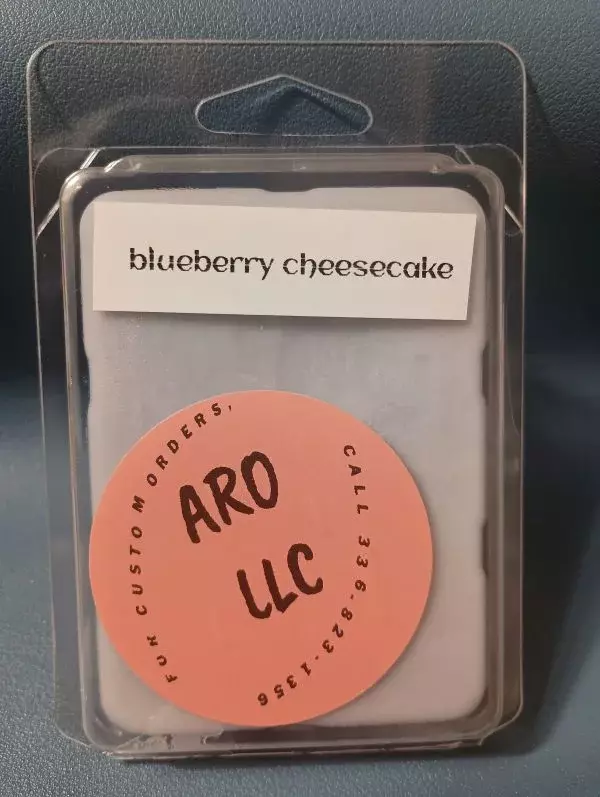 blueberry cheesecake
FOR CUSTOM ORDERS,
CALL 336-823-1356
ARO
LLC